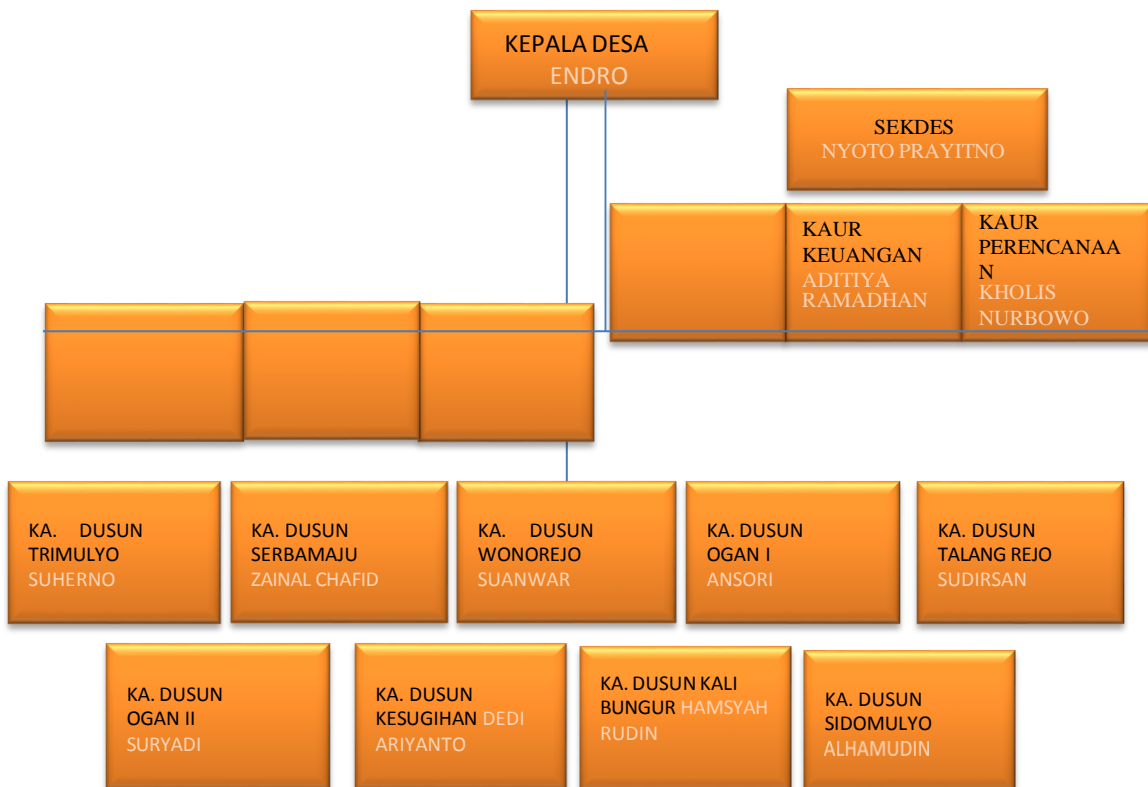 KEPALA DESA
ENDRO
SEKDES
NYOTO PRAYITNO
KAUR
KEUANGAN
ADITIYA
RAMADHAN
KAUR
PERENCANAA
N
KHOLIS
NURBOWO
KA. DUSUN
TRIMULYO
SUHERNO
KA. DUSUN
SERBAMAJU
ZAINAL CHAFID
KA. DUSUN
WONOREJO
SUANWAR
KA. DUSUN
OGAN I
ANSORI
KA. DUSUN
TALANG REJO
SUDIRSAN
KA. DUSUN
OGAN II
SURYADI
KA. DUSUN
KESUGIHAN DEDI
ARIYANTO
KA. DUSUN KALI
BUNGUR HAMSYAH
RUDIN
KA. DUSUN
SIDOMULYO
ALHAMUDIN